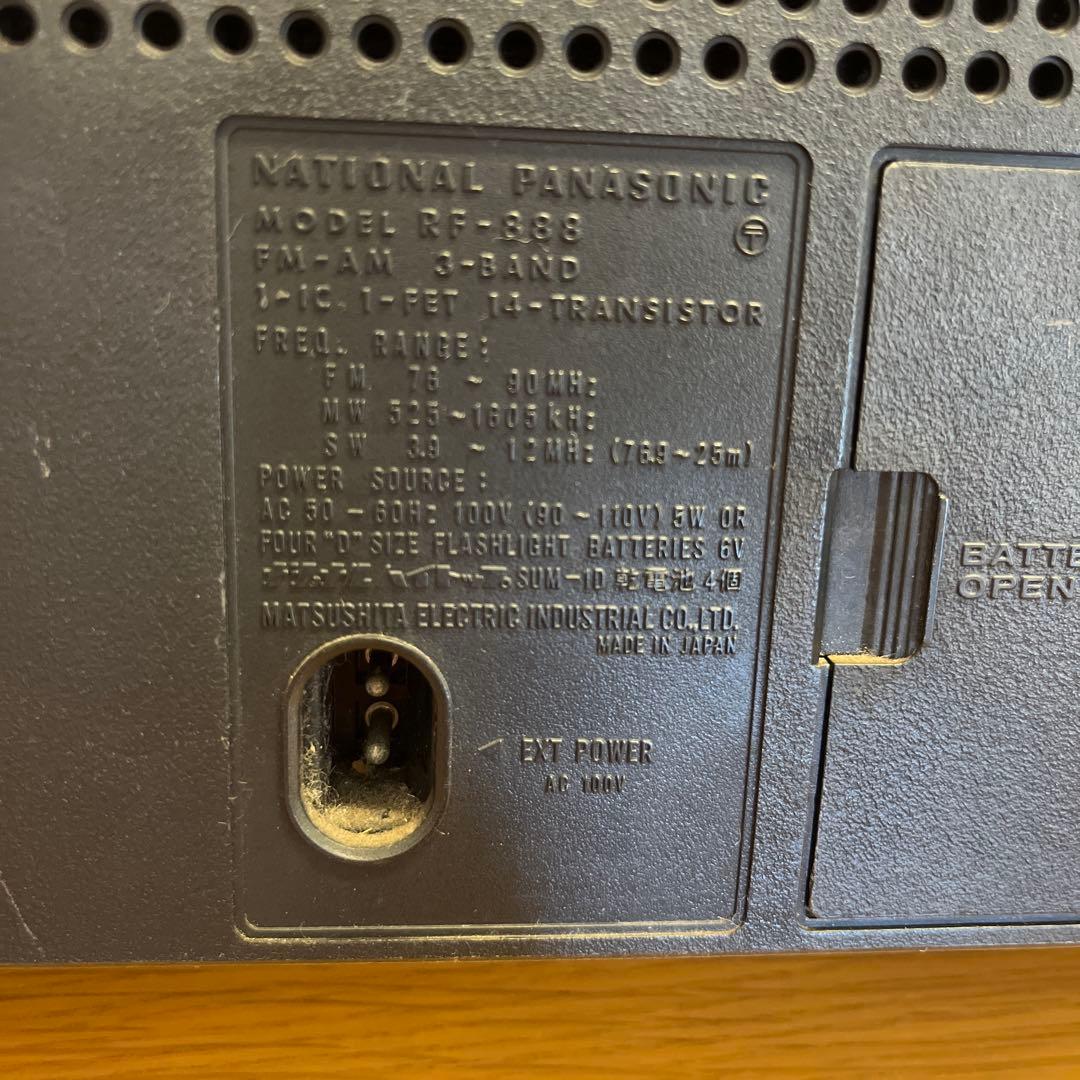 NATIONAL PANASONIC
MODEL RF-888
FM-AM 3-BAND
1-IC 1-FET 14-TRANSISTOR
FREQ. RANGE:
FM 76 ~ 90MHz
MW 525~1605kHz
SW 3.9 ~ 12MHz (76.9~25m)
POWER SOURCE:
AC 50-60Hz 100V (90~110V) 5W OR
FOUR "D" SIZE FLASHLIGHT BATTERIES 6V
SUM-1D 乾電池 4個
MATSUSHITA ELECTRIC INDUSTRIAL CO.,LTD.
MADE IN JAPAN
EXT POWER
AC 100V
BATTE
OPEN